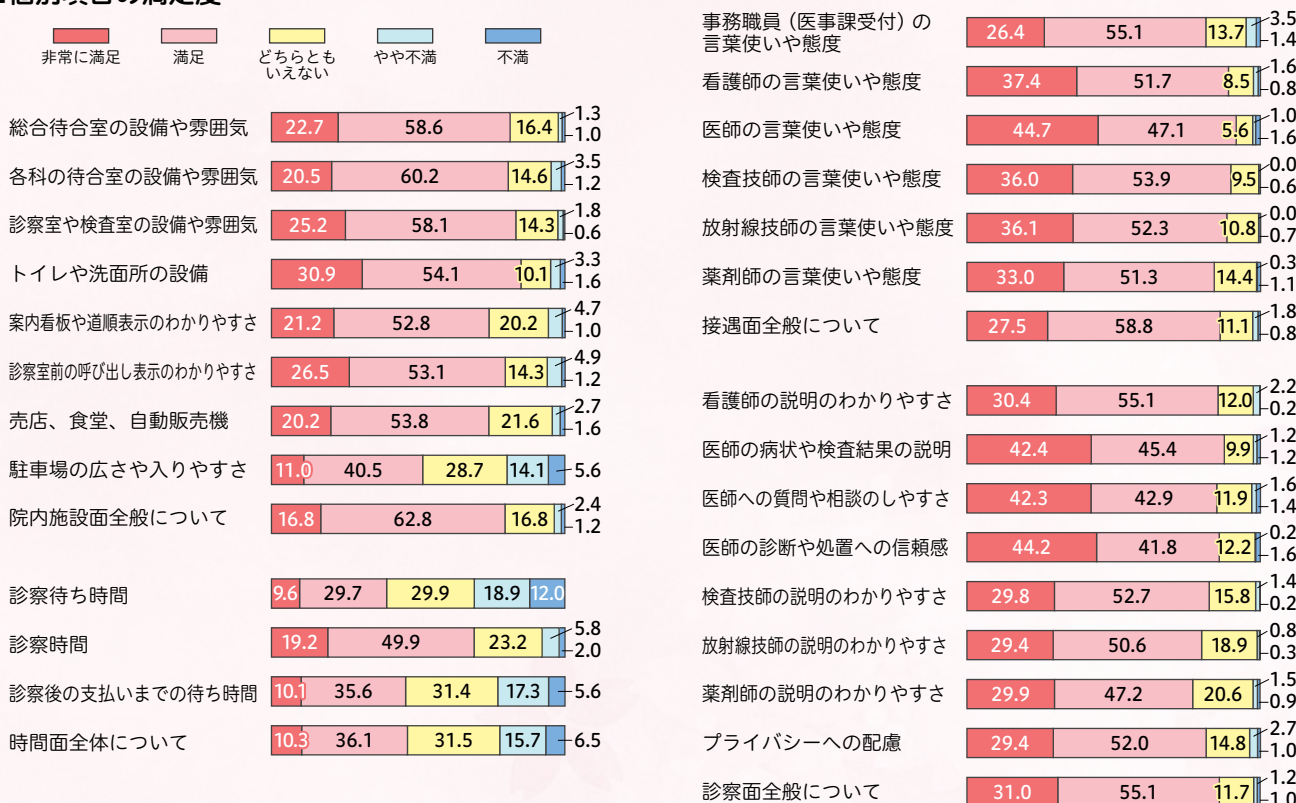 個別項目の満足度
非常に満足 満足 どちらとも やや不満 不満
いえない
総合待合室の設備や雰囲気 22.7 58.6 16.4 1.3 1.0
各科の待合室の設備や雰囲気 20.5 60.2 14.6 3.5 1.2
診察室や検査室の設備や雰囲気 25.2 58.1 14.3 1.8 0.6
トイレや洗面所の設備 30.9 54.1 10.1 3.3 1.6
案内看板や道順表示のわかりやすさ 21.2 52.8 20.2 4.7 1.0
診察室前の呼び出し表示のわかりやすさ 26.5 53.1 14.3 4.9 1.2
売店、食堂、自動販売機 20.2 53.8 21.6 2.7 1.6
駐車場の広さや入りやすさ 11.0 40.5 28.7 14.1 5.6
院内施設面全般について 16.8 62.8 16.8 2.4 1.2
診察待ち時間 9.6 29.7 29.9 18.9 12.0
診察時間 19.2 49.9 23.2 5.8 2.0
診察後の支払いまでの待ち時間 10.1 35.6 31.4 17.3 5.6
時間面全体について 10.3 36.1 31.5 15.7 6.5
事務職員（医事課受付）の
言葉使いや態度 26.4 55.1 13.7 3.5 1.4
看護師の言葉使いや態度 37.4 51.7 8.5 1.6 0.8
医師の言葉使いや態度 44.7 47.1 5.6 1.0 1.6
検査技師の言葉使いや態度 36.0 53.9 9.5 0.0 0.6
放射線技師の言葉使いや態度 36.1 52.3 10.8 0.0 0.7
薬剤師の言葉使いや態度 33.0 51.3 14.4 0.3 1.1
接遇面全般について 27.5 58.8 11.1 1.8 0.8
看護師の説明のわかりやすさ 30.4 55.1 12.0 2.2 0.2
医師の病状や検査結果の説明 42.4 45.4 9.9 1.2 1.2
医師への質問や相談のしやすさ 42.3 42.9 11.9 1.6 1.4
医師の診断や処置への信頼感 44.2 41.8 12.2 0.2 1.6
検査技師の説明のわかりやすさ 29.8 52.7 15.8 1.4 0.2
放射線技師の説明のわかりやすさ 29.4 50.6 18.9 0.8 0.3
薬剤師の説明のわかりやすさ 29.9 47.2 20.6 1.5 0.9
プライバシーへの配慮 29.4 52.0 14.8 2.7 1.0
診察面全般について 31.0 55.1 11.7 1.2 1.0